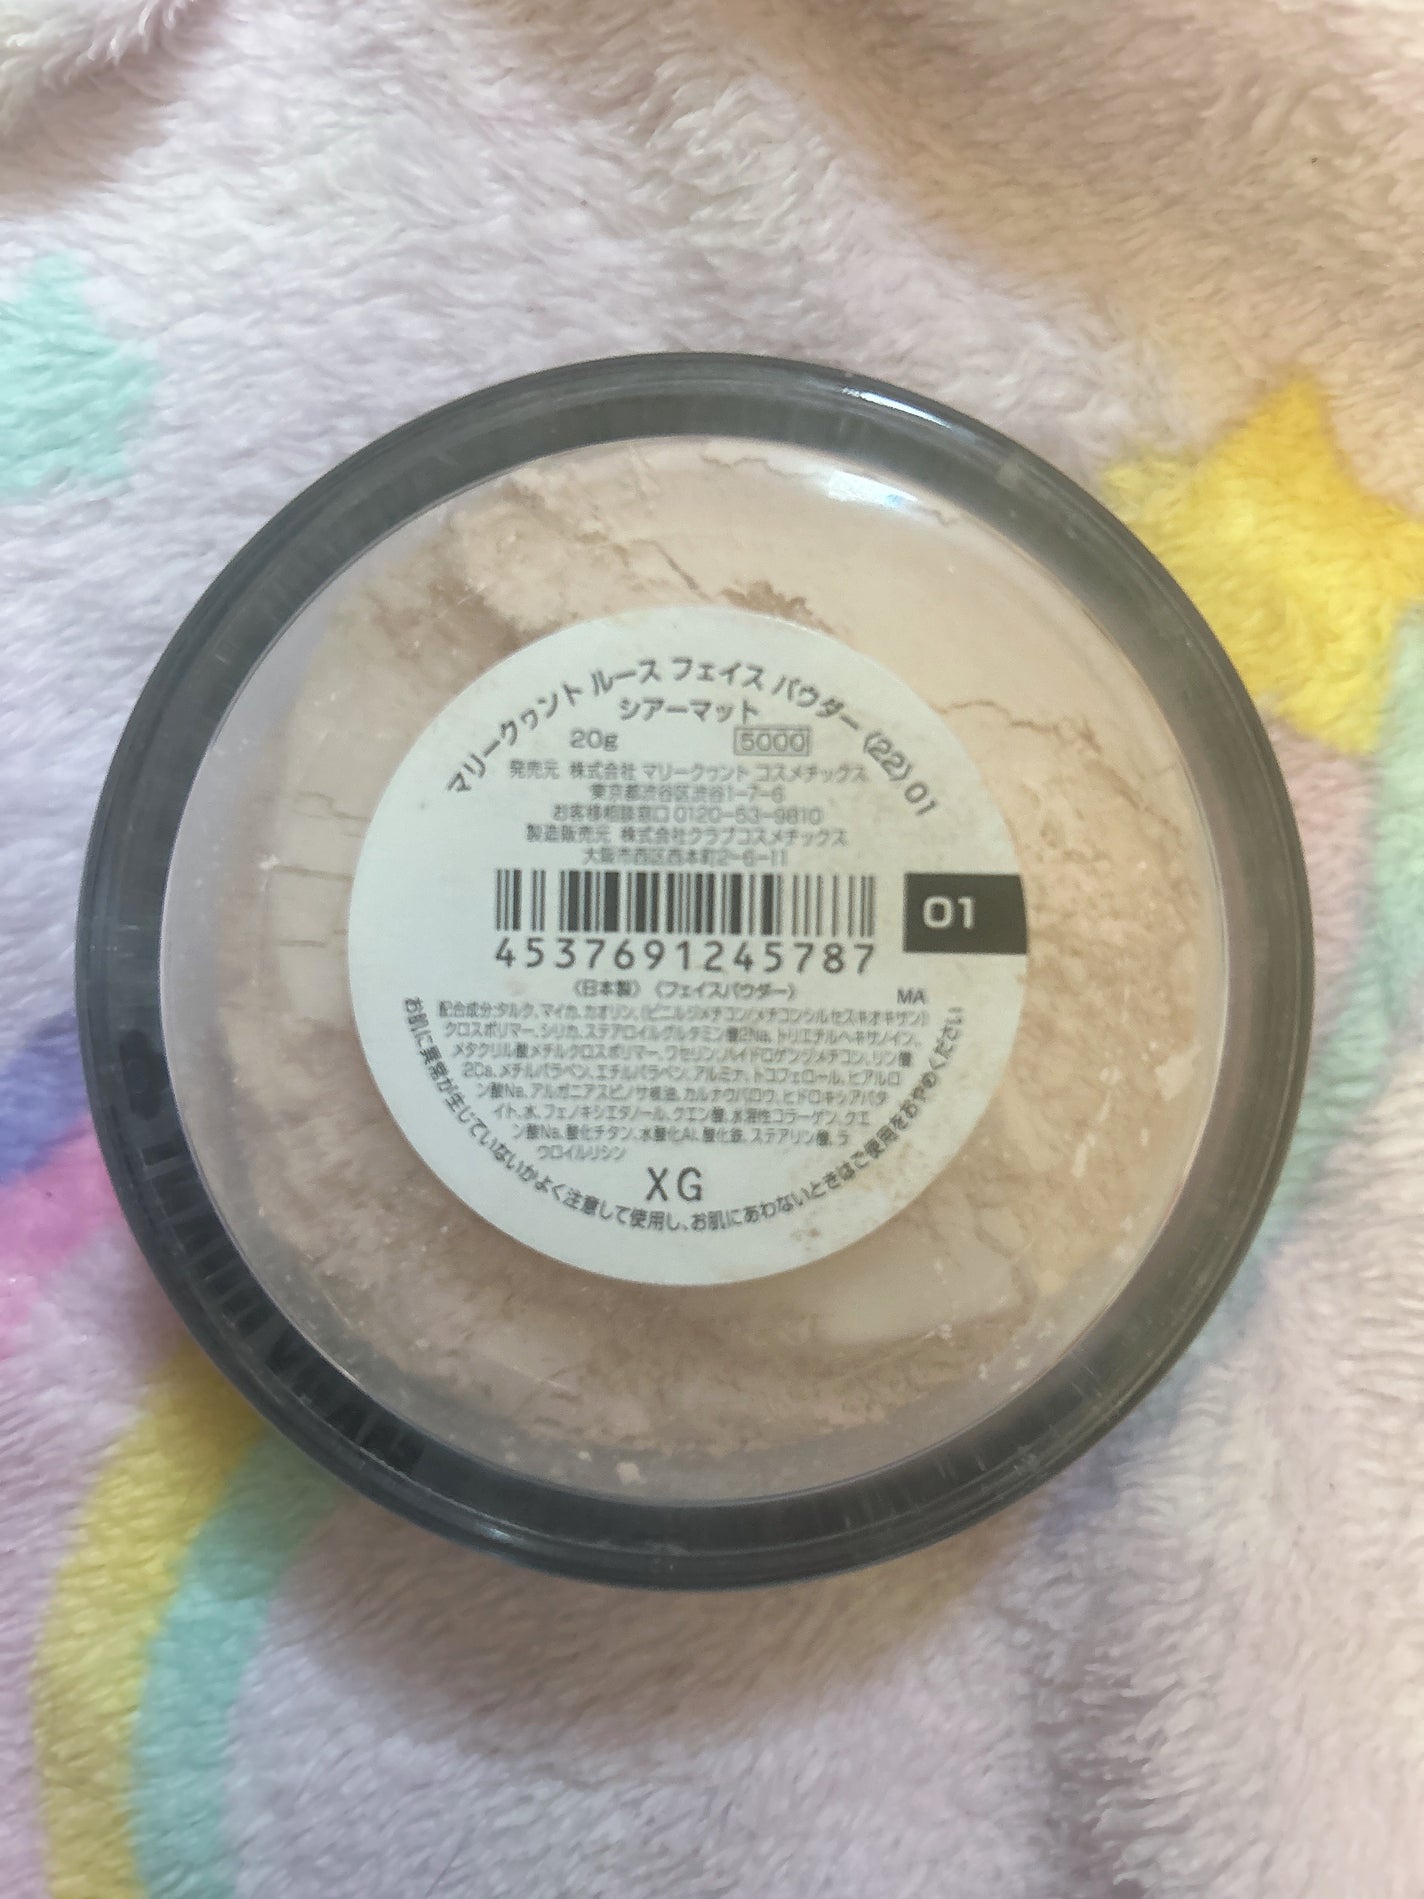 マリークヮント ルース フェイス パウダー (22) 01
シアーマット
20g 5000
発売元 株式会社 マリークヮント コスメチックス
東京都渋谷区渋谷1-7-6
お客様相談窓口 0120-53-9810
製造販売元 株式会社クラブコスメチックス
大阪市西区西本町2-6-11
01
4537691245787
《日本製》《フェイスパウダー》
MA
配合成分:タルク、マイカ、カオリン、(ビニルジメチコン/メチコンシルセスキオキサン)
クロスポリマー、シリカ、ステアロイルグルタミン酸2Na、トリエチルヘキサノイン、
メタクリル酸メチルクロスポリマー、ワセリン、ハイドロゲンジメチコン、リン酸
2Ca、メチルパラベン、エチルパラベン、アルミナ、トコフェロール、ヒアルロ
ン酸Na、アルガニアスピノサ核油、カルナウバロウ、ヒドロキシアパタ
イト、水、フェノキシエタノール、クエン酸、水溶性コラーゲン、クエ
ン酸Na、酸化チタン、水酸化Al、酸化鉄、ステアリン酸、ラ
ウロイルリシン
XG
お肌に異常が生じていないかよく注意して使用し、お肌にあわないときはご使用をおやめください